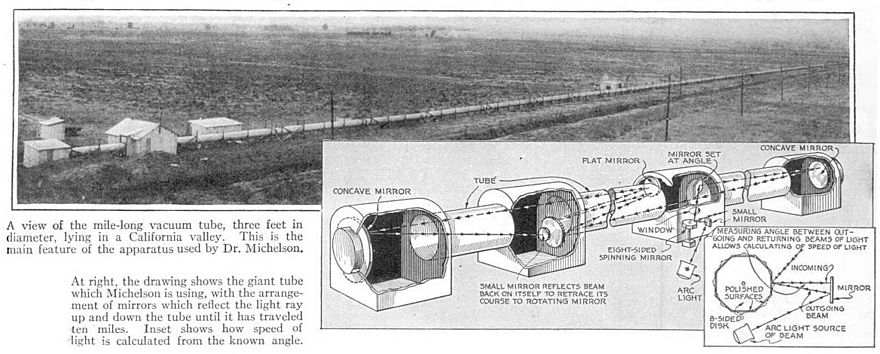 A view of the mile-long vacuum tube, three feet in
diameter, lying in a California valley. This is the
main feature of the apparatus used by Dr. Michelson.
At right, the drawing shows the giant tube
which Michelson is using, with the arrange-
ment of mirrors which reflect the light ray
up and down the tube until it has traveled
ten miles. Inset shows how speed of
light is calculated from the known angle.
CONCAVE MIRROR
TUBE
FLAT MIRROR
MIRROR SET
AT ANGLE
CONCAVE MIRROR
SMALL
MIRROR
WINDOW
EIGHT-SIDED
SPINNING MIRROR
ARC
LIGHT
SMALL MIRROR REFLECTS BEAM
BACK ON ITSELF TO RETRACE ITS
COURSE TO ROTATING MIRROR
MEASURING ANGLE BETWEEN OUT-
GOING AND RETURNING BEAMS OF LIGHT
ALLOWS CALCULATING OF SPEED OF LIGHT
INCOMING
POLISHED
SURFACES
MIRROR
OUTGOING
BEAM
8-SIDED
DISK
ARC LIGHT SOURCE
OF BEAM